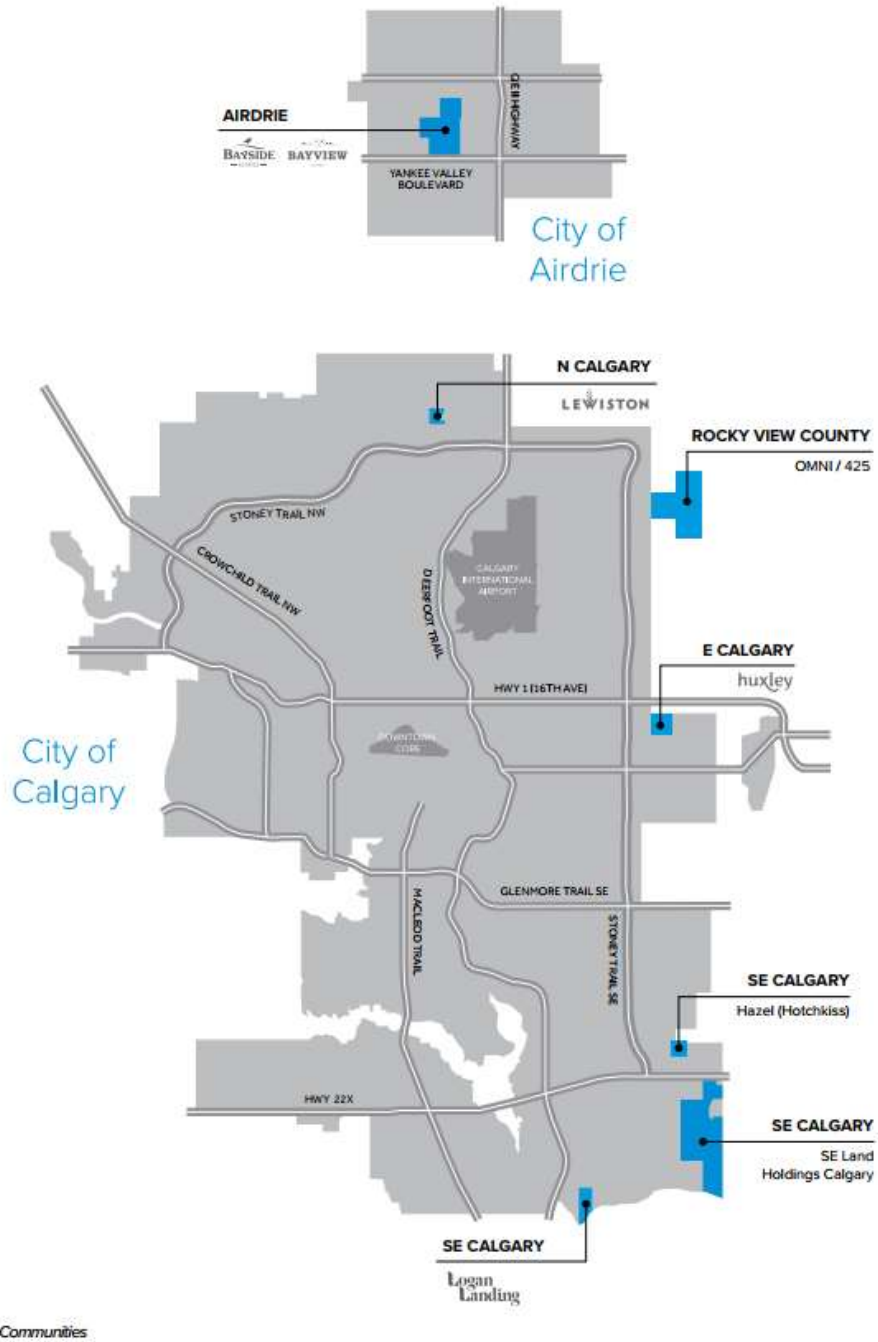 AIRDRIE
BAYSIDE BAYVIEW
QEII HIGHWAY
YANKEE VALLEY
BOULEVARD
City of
Airdrie
N CALGARY
LEWISTON
ROCKY VIEW COUNTY
OMNI / 425
STONEY TRAIL NW
CROWCHILD TRAIL NW
DEERFOOT TRAIL
CALGARY
INTERNATIONAL
AIRPORT
E CALGARY
huxley
HWY 1 (16TH AVE)
DOWNTOWN
CORE
City of
Calgary
GLENMORE TRAIL SE
MACLEOD TRAIL
STONEY TRAIL SE
SE CALGARY
Hazel (Hotchkiss)
HWY 22X
SE CALGARY
SE Land
Holdings Calgary
SE CALGARY
Logan
Landing
Communities